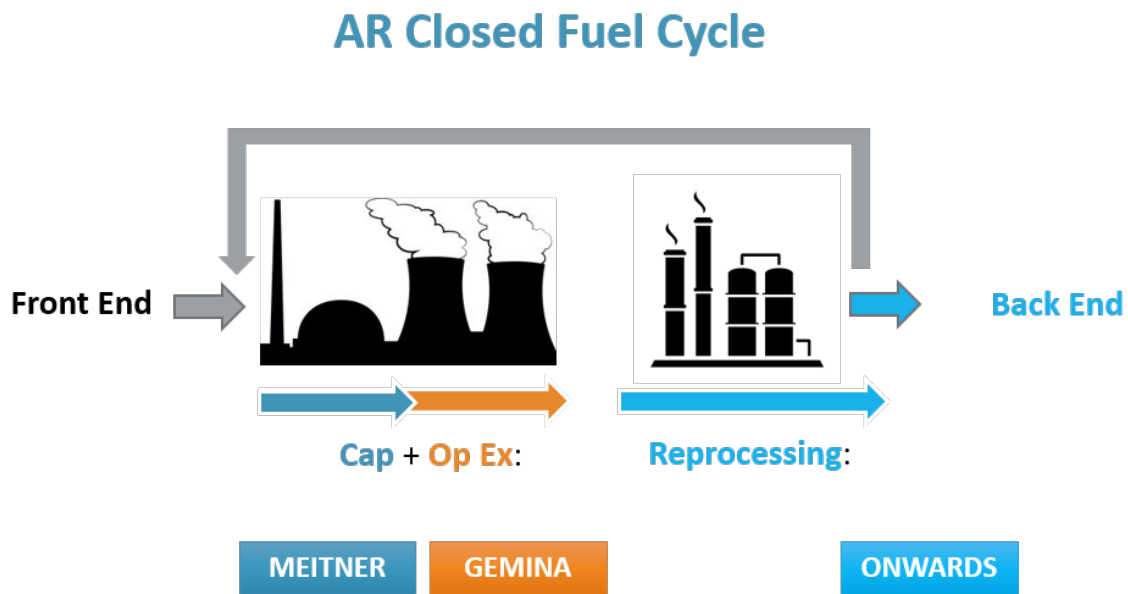 AR Closed Fuel Cycle
Front End
Back End
Cap + Op Ex:
Reprocessing:
MEITNER
GEMINA
ONWARDS